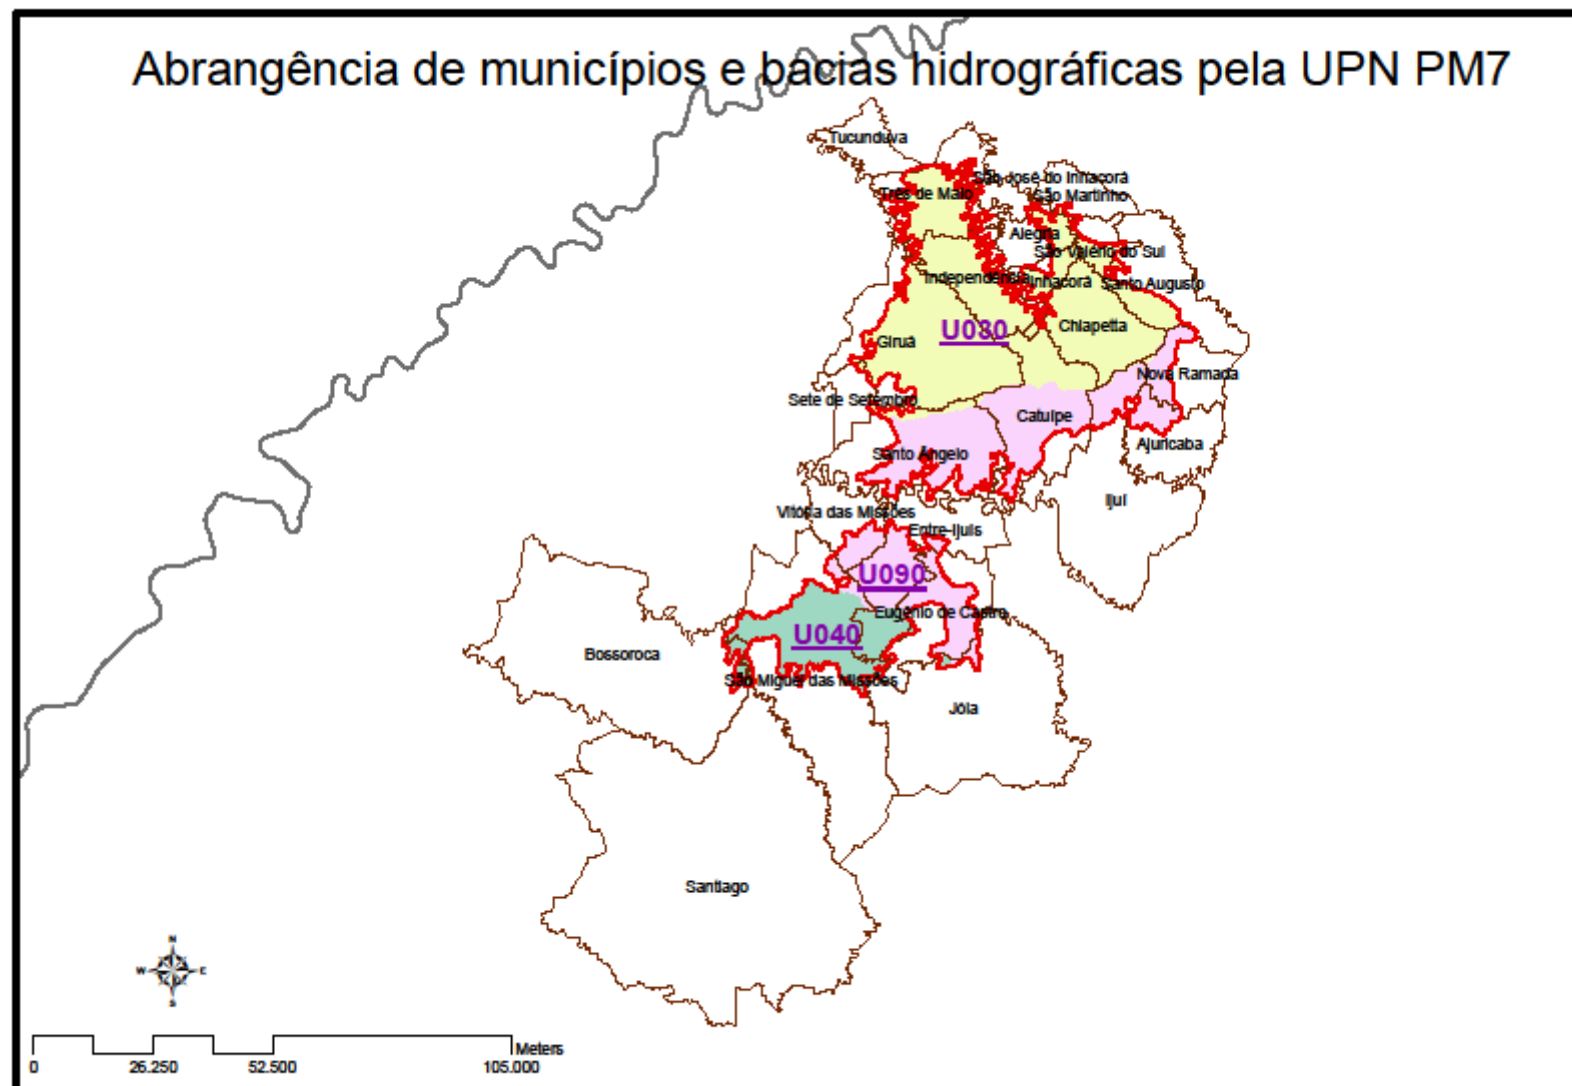 Abrangência de municípios e bacias hidrográficas pela UPN PM7
Tucunduva
São José do Inhacorá
Três de Maio
São Martinho
Alegria
São Valério do Sul
Independência
Inhacorá
Santo Augusto
Chiapetta
U030
Giruá
Nova Ramada
Sete de Setembro
Catuípe
Ajuricaba
Santo Ângelo
Ijuí
Vitória das Missões
Entre-Ijuís
U090
Eugênio de Castro
U040
Bossoroca
São Miguel das Missões
Jóia
Santiago
N
W E
S
Meters
0 26.250 52.500 105.000